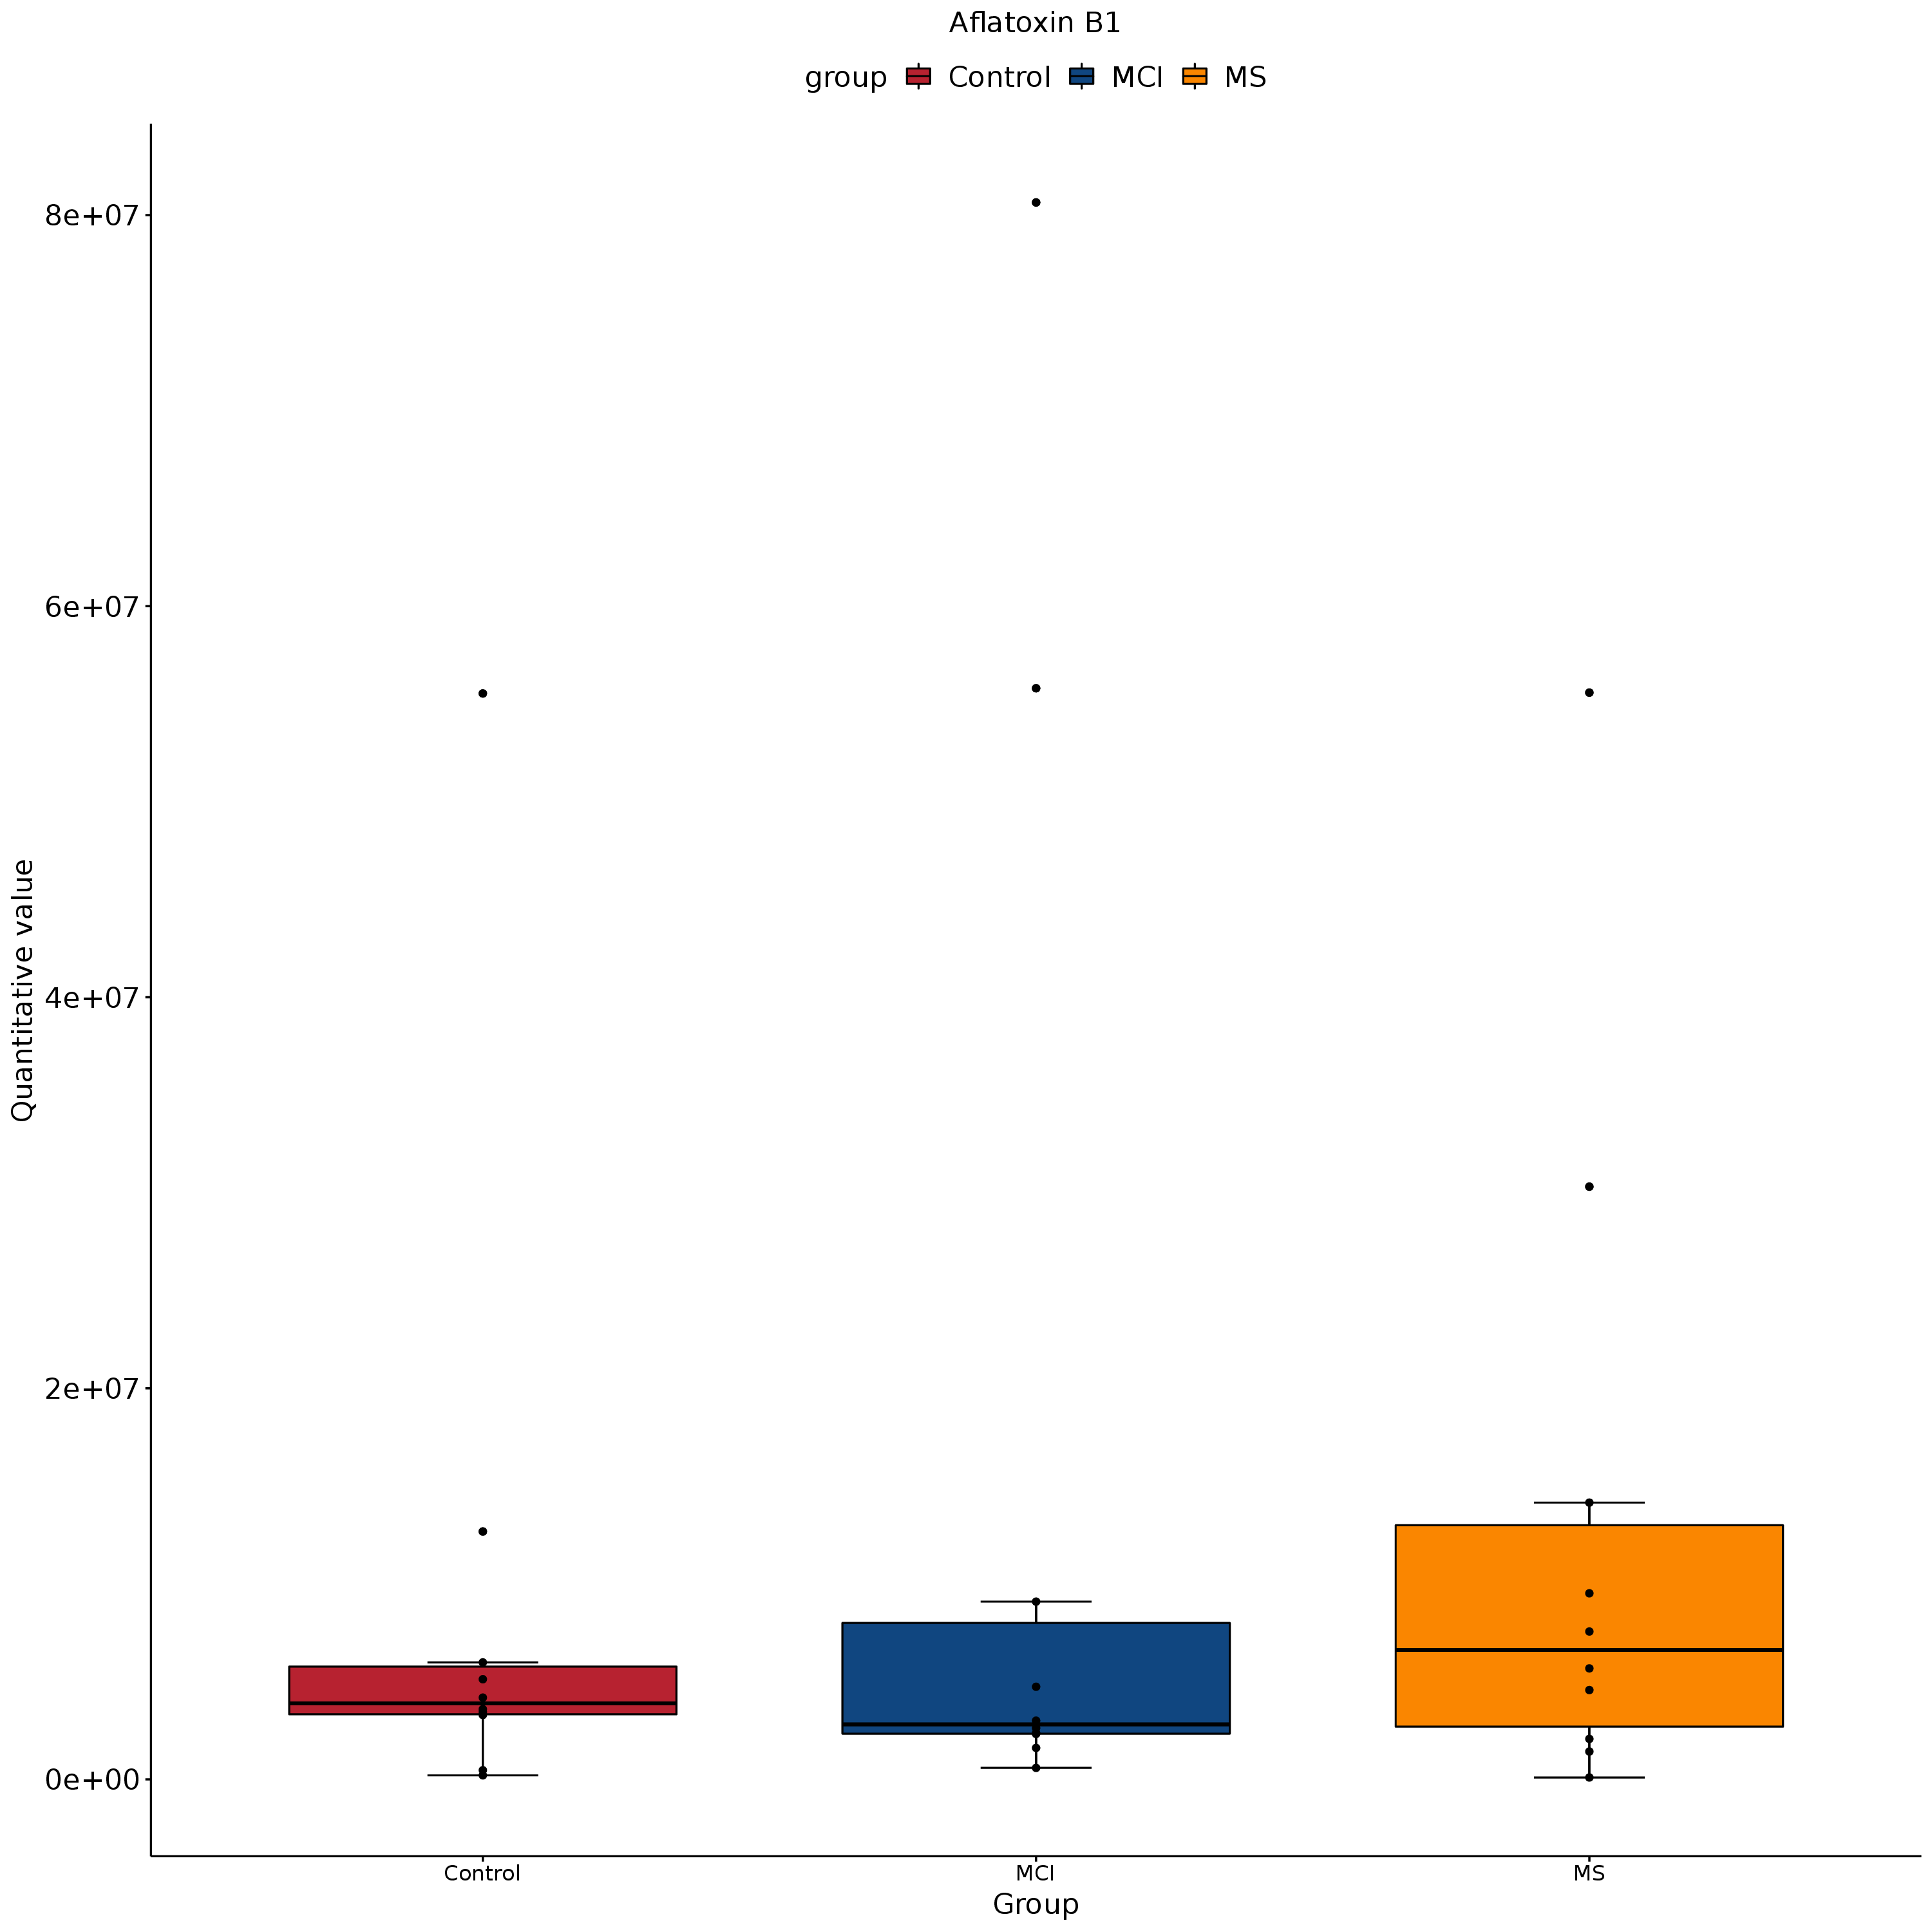 Aflatoxin B1
group Control MCI MS
8e+07
6e+07
4e+07
2e+07
0e+00
Quantitative value
Control MCI MS
Group